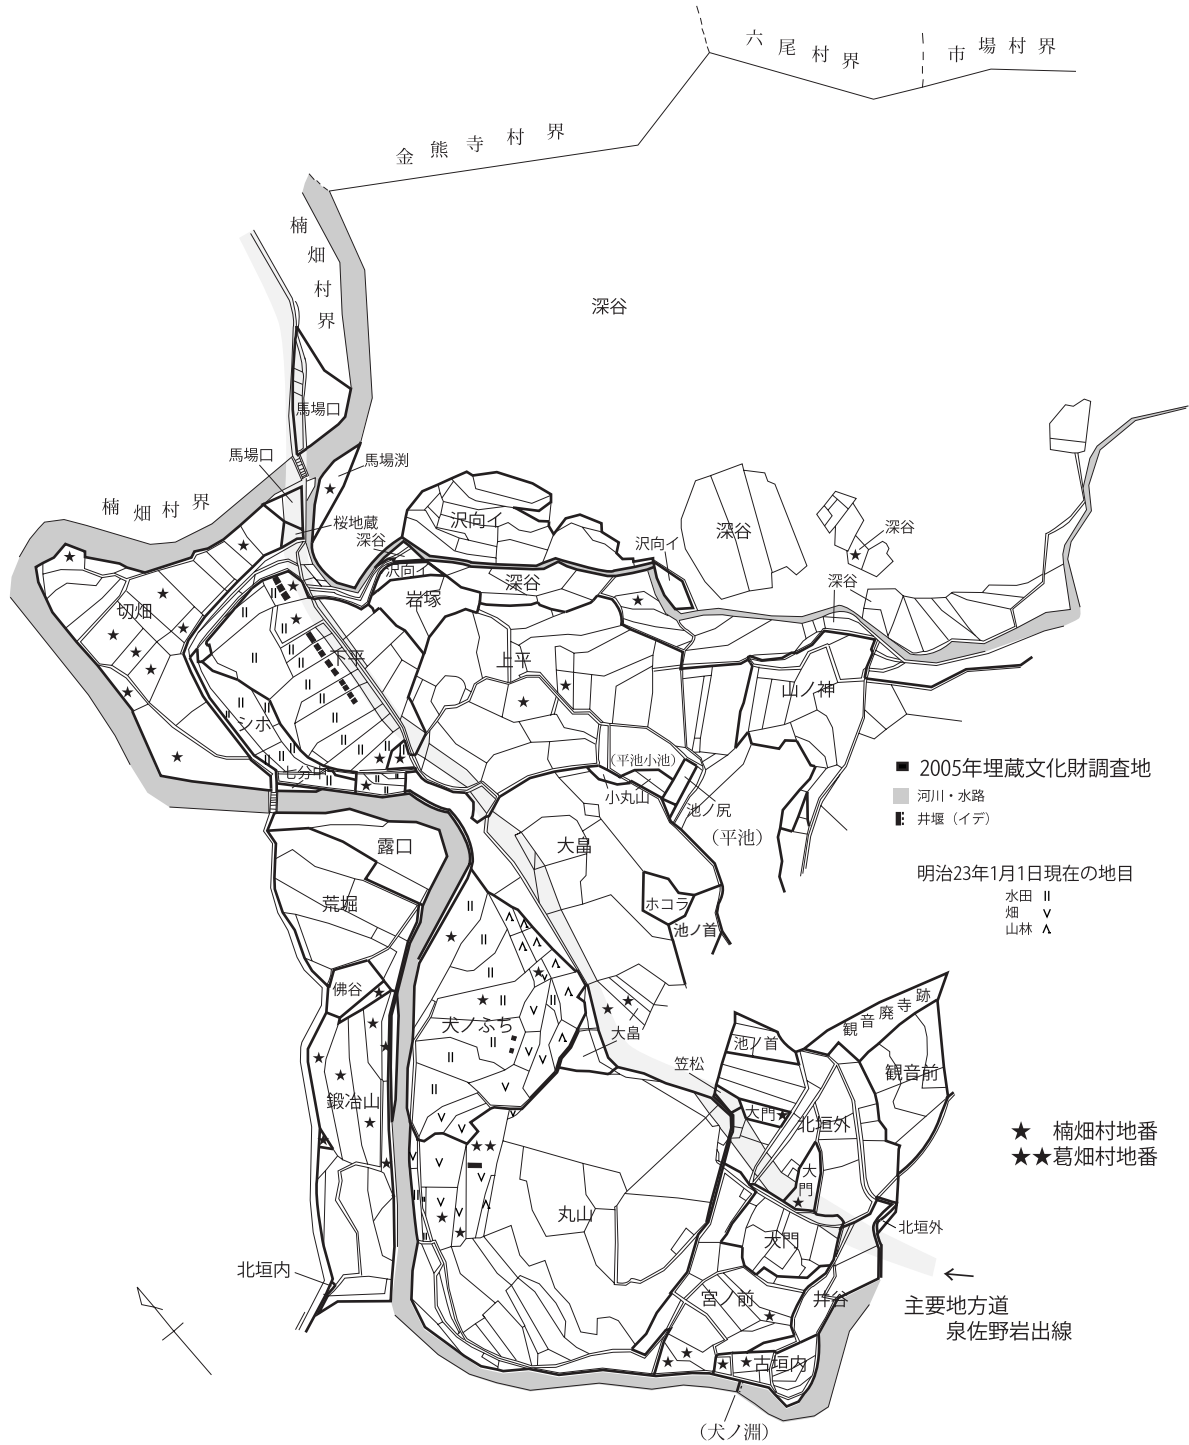 六尾村界
市場村界
金熊寺村界
楠畑村界
深谷
馬場口
馬場口
馬場渕
楠畑村界
桜地蔵
深谷
沢向イ
沢向イ
沢向イ
深谷
深谷
深谷
深谷
岩塚
切畑
下平
上平
山ノ神
シホ
七分中
(平池小池)
小丸山
池ノ尻
(平池)
2005年埋蔵文化財調査地
河川・水路
井堰(イデ)
露口
大畠
明治23年1月1日現在の地目
水田
畑
山林
荒堀
ホコラ
池ノ首
佛谷
犬ノふち
大畠
観音廃寺跡
池ノ首
笠松
観音前
鍛冶山
大門
北垣外
★ 楠畑村地番
★★葛畑村地番
大門
丸山
北垣外
大門
北垣内
宮ノ前
井谷
主要地方道
泉佐野岩出線
古垣内
(犬ノ淵)